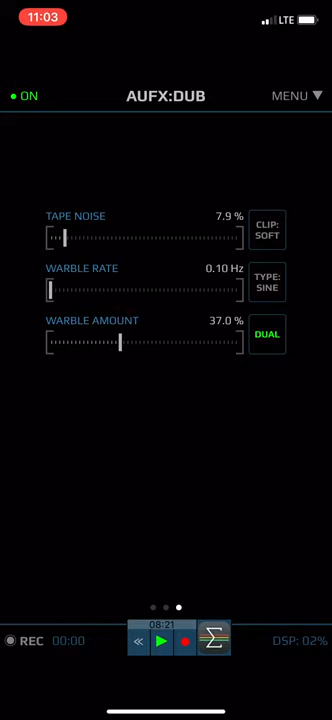 11:03
LTE
ON
AUFX:DUB
MENU ▼
TAPE NOISE
7.9 %
CLIP:
SOFT
WARBLE RATE
0.10 Hz
TYPE:
SINE
WARBLE AMOUNT
37.0 %
DUAL
08:21
REC
00:00
Σ
DSP: 02%